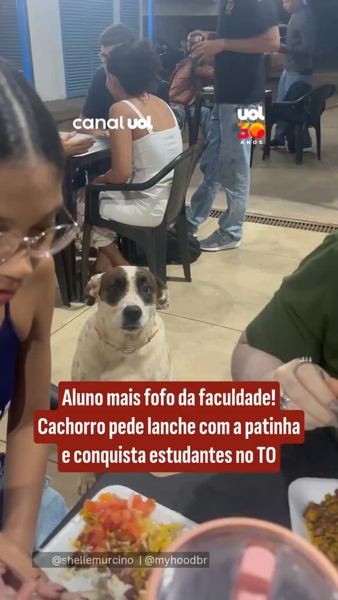 canal uol
uol
30
ANOS
Aluno mais fofo da faculdade!
Cachorro pede lanche com a patinha
e conquista estudantes no TO
@shellemurcino | @myhoodbr